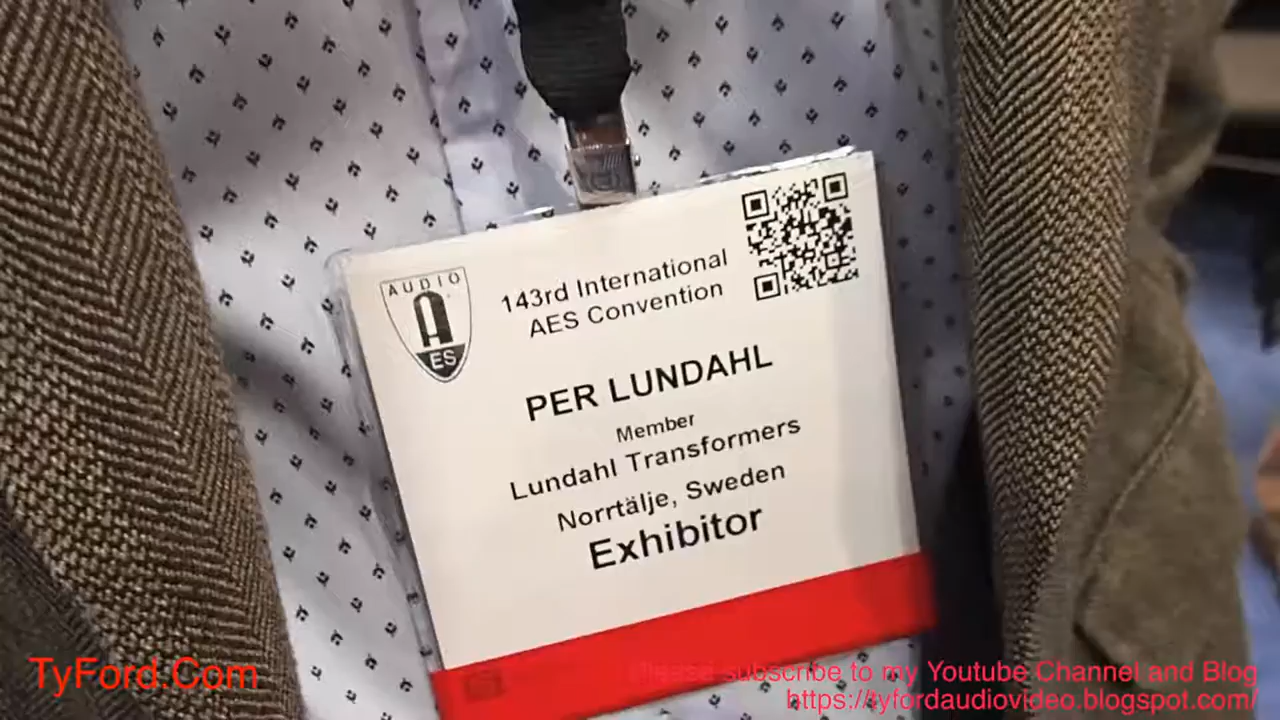 AUDIO
A
ES
143rd International
AES Convention
PER LUNDAHL
Member
Lundahl Transformers
Norrtälje, Sweden
Exhibitor
TyFord.Com
Please subscribe to my Youtube Channel and Blog
https://tyfordaudiovideo.blogspot.com/